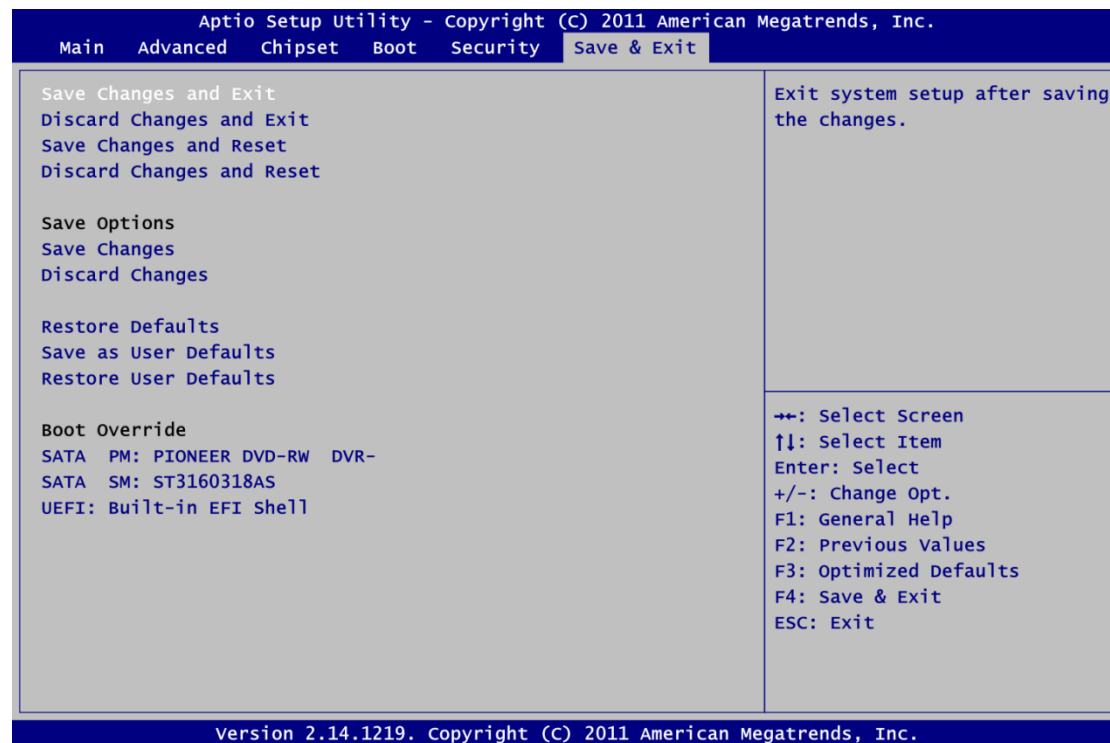 Aptio Setup Utility - Copyright (C) 2011 American Megatrends, Inc.
Main Advanced Chipset Boot Security Save & Exit
Save Changes and Exit
Discard Changes and Exit
Save Changes and Reset
Discard Changes and Reset
Save Options
Save Changes
Discard Changes
Restore Defaults
Save as User Defaults
Restore User Defaults
Boot Override
SATA PM: PIONEER DVD-RW DVR-
SATA SM: ST3160318AS
UEFI: Built-in EFI Shell
Exit system setup after saving
the changes.
→←: Select Screen
↑↓: Select Item
Enter: Select
+/-: Change Opt.
F1: General Help
F2: Previous Values
F3: Optimized Defaults
F4: Save & Exit
ESC: Exit
Version 2.14.1219. Copyright (C) 2011 American Megatrends, Inc.